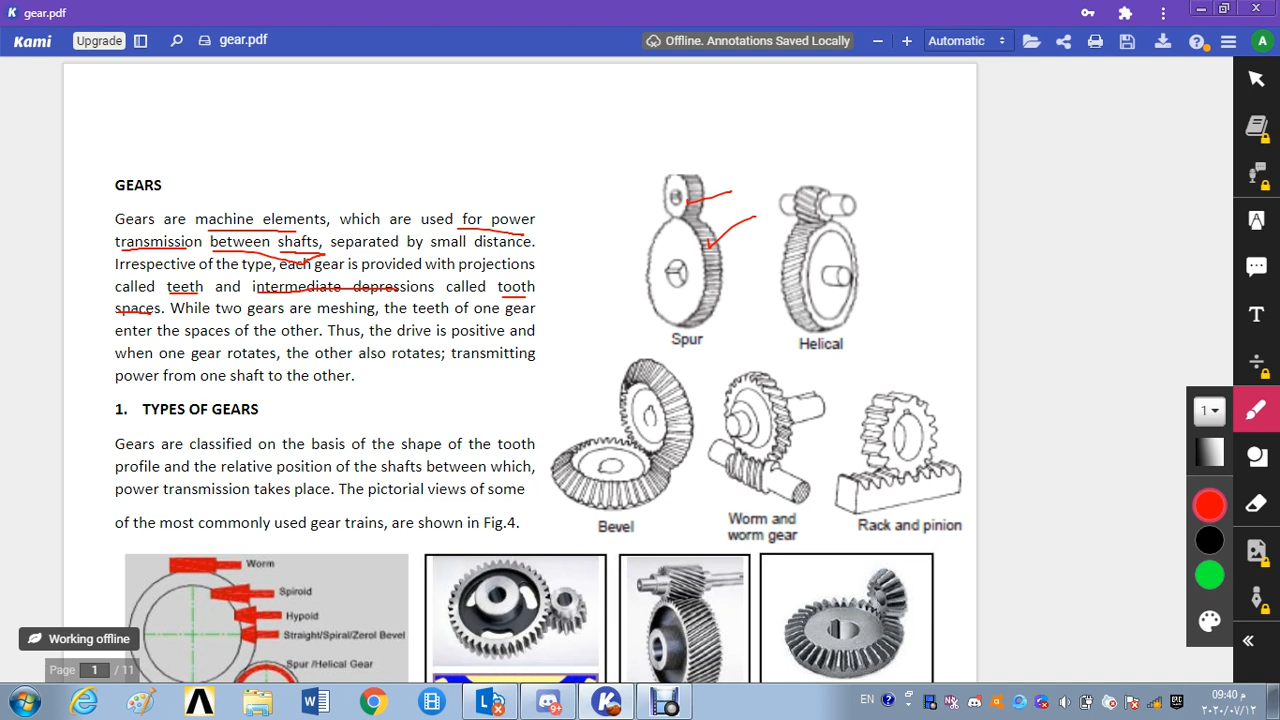 gear.pdf
Kami
Upgrade
gear.pdf
Offline. Annotations Saved Locally
Automatic
A
GEARS
Gears are machine elements, which are used for power
transmission between shafts, separated by small distance.
Irrespective of the type, each gear is provided with projections
called teeth and intermediate depressions called tooth
spaces. While two gears are meshing, the teeth of one gear
enter the spaces of the other. Thus, the drive is positive and
when one gear rotates, the other also rotates; transmitting
power from one shaft to the other.
1. TYPES OF GEARS
Gears are classified on the basis of the shape of the tooth
profile and the relative position of the shafts between which,
power transmission takes place. The pictorial views of some
of the most commonly used gear trains, are shown in Fig.4.
Spur
Helical
Bevel
Worm and
worm gear
Rack and pinion
Worm
Spiroid
Hypoid
Straight/Spiral/Zerol Bevel
Spur /Helical Gear
1
Working offline
Page 1 / 11
9+
EN
09:40 م
٢٠٢٠/٠٧/١٢